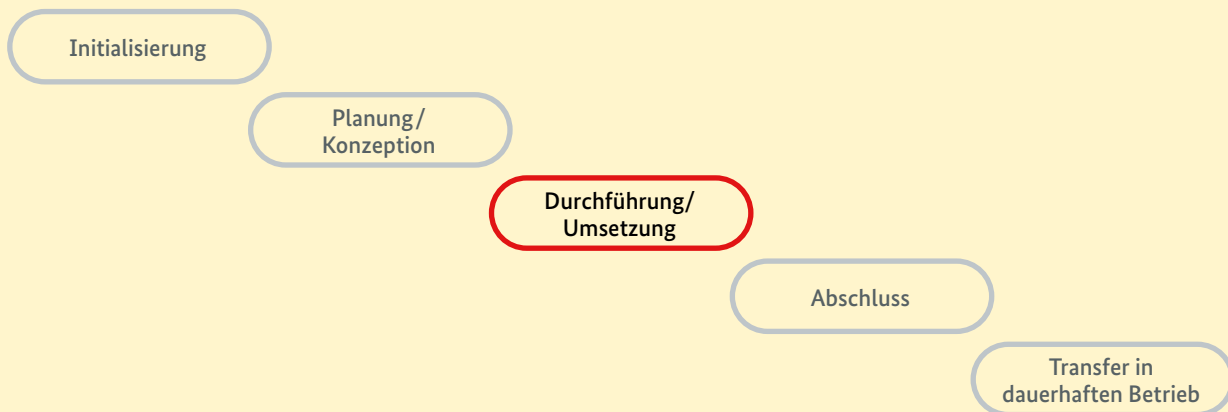 Initialisierung
Planung/
Konzeption
Durchführung/
Umsetzung
Abschluss
Transfer in
dauerhaften Betrieb